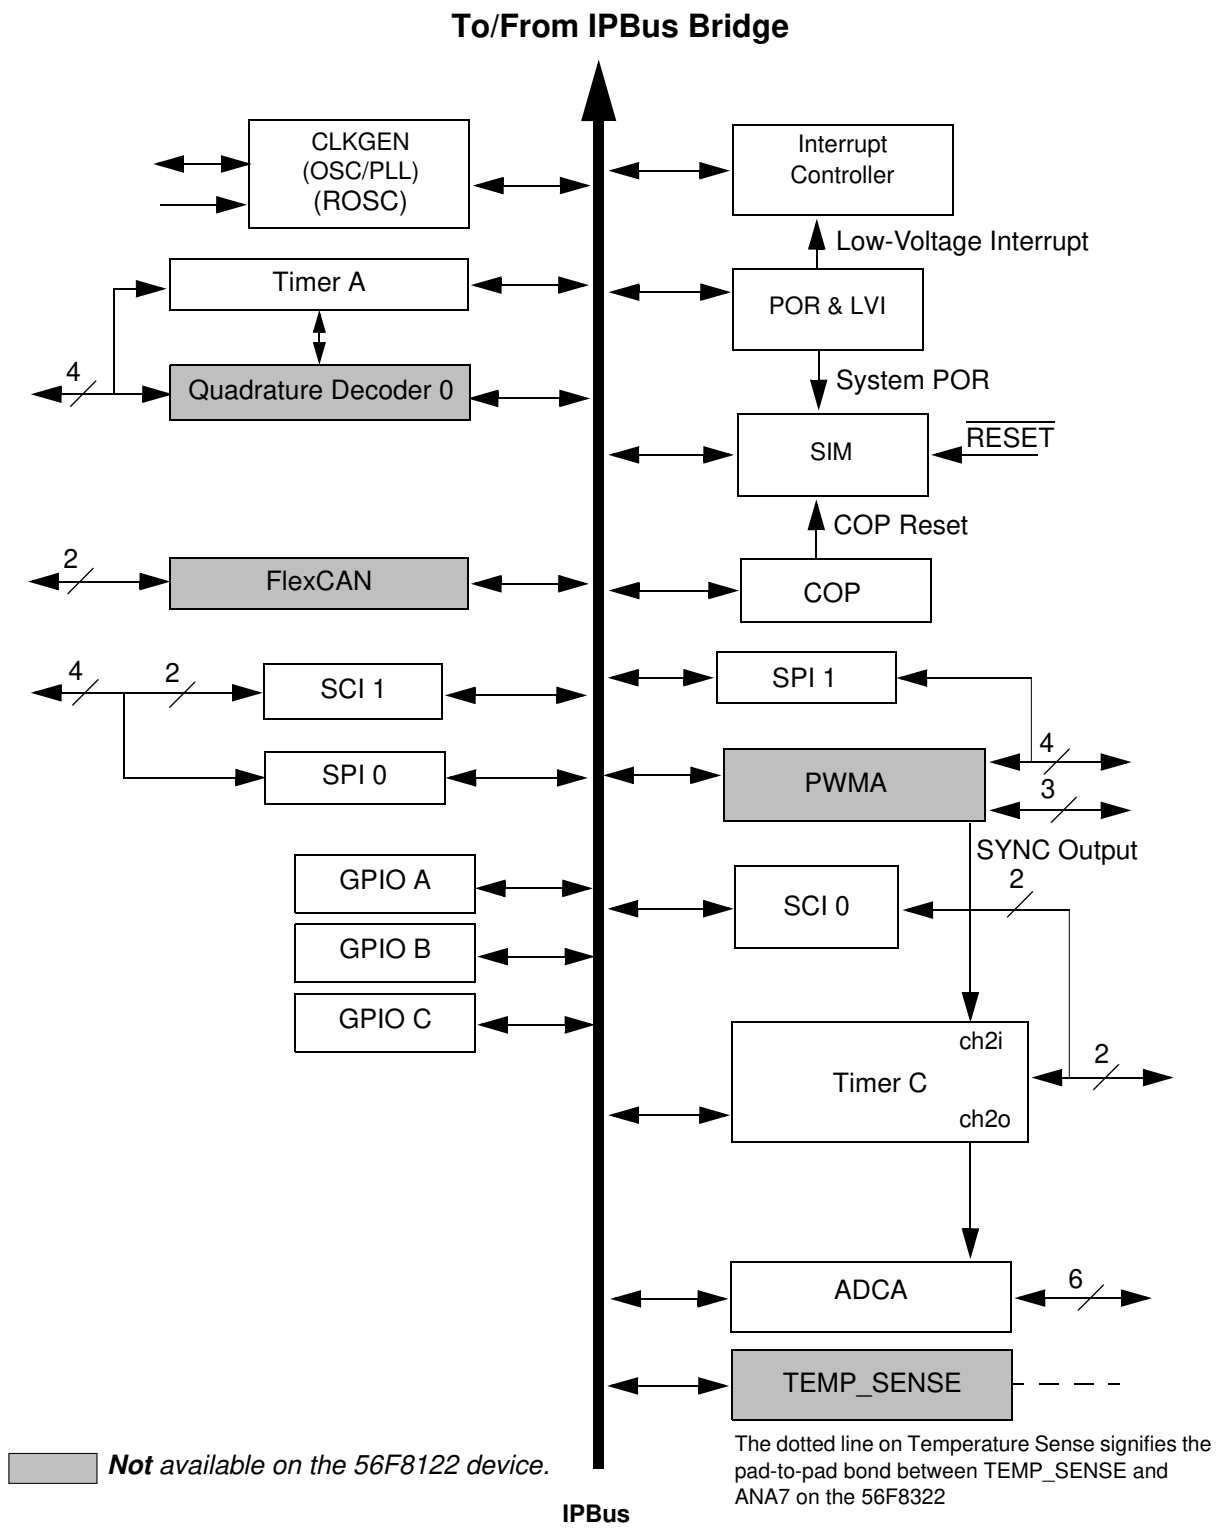 To/From IPBus Bridge
CLKGEN
(OSC/PLL)
(ROSC)
Interrupt
Controller
Low-Voltage Interrupt
Timer A
POR & LVI
4
Quadrature Decoder 0
System POR
SIM
RESET
COP Reset
2
FlexCAN
COP
4
2
SCI 1
SPI 1
SPI 0
4
PWMA
3
SYNC Output
GPIO A
2
SCI 0
GPIO B
GPIO C
ch2i
2
Timer C
ch2o
ADCA
6
TEMP_SENSE
The dotted line on Temperature Sense signifies the
pad-to-pad bond between TEMP_SENSE and
ANA7 on the 56F8322
Not available on the 56F8122 device.
IPBus